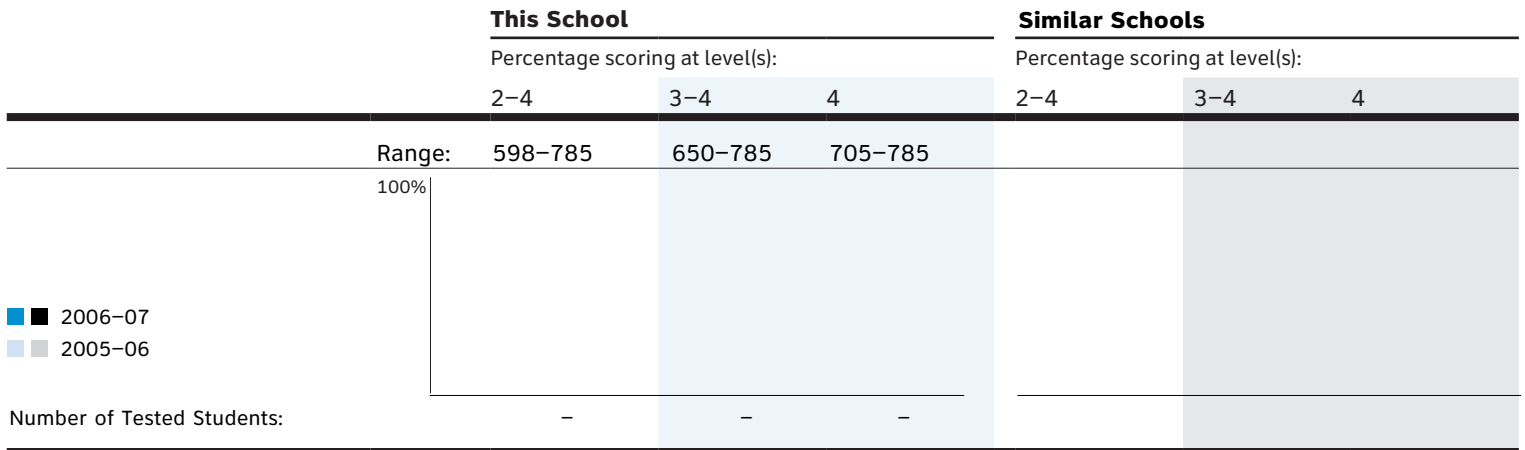 This School Similar Schools
Percentage scoring at level(s): Percentage scoring at level(s):
2–4 3–4 4 2–4 3–4 4
Range: 598–785 650–785 705–785
100%
2006–07
2005–06
Number of Tested Students: – – –